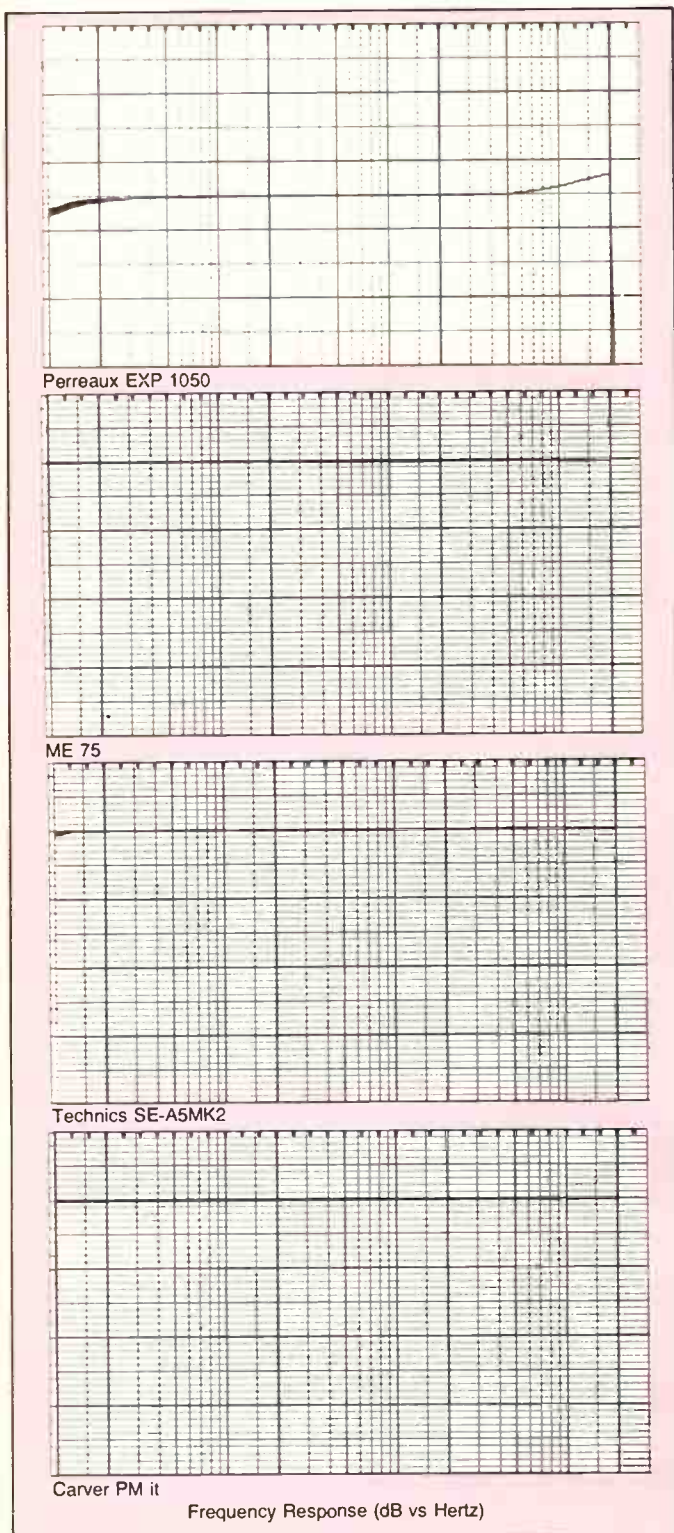 Perreaux EXP 1050
ME 75
Technics SE-A5MK2
Carver PM it
Frequency Response (dB vs Hertz)